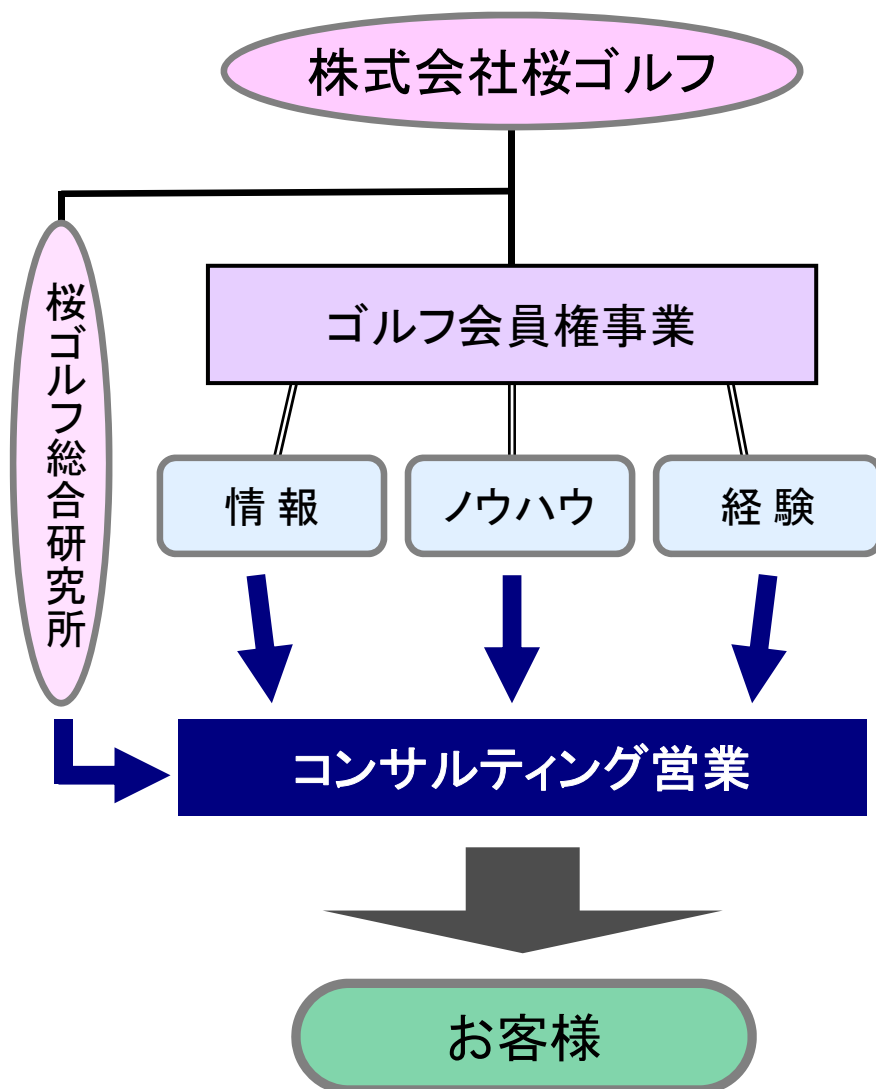 株式会社桜ゴルフ
桜ゴルフ総合研究所
ゴルフ会員権事業
情 報
ノウハウ
経 験
コンサルティング営業
お客様